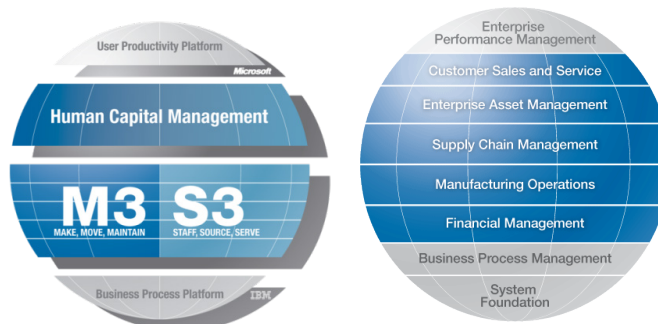 User Productivity Platform
Microsoft
Human Capital Management
M3
MAKE, MOVE, MAINTAIN
S3
STAFF, SOURCE, SERVE
Business Process Platform
IBM
Enterprise
Performance Management
Customer Sales and Service
Enterprise Asset Management
Supply Chain Management
Manufacturing Operations
Financial Management
Business Process Management
System
Foundation